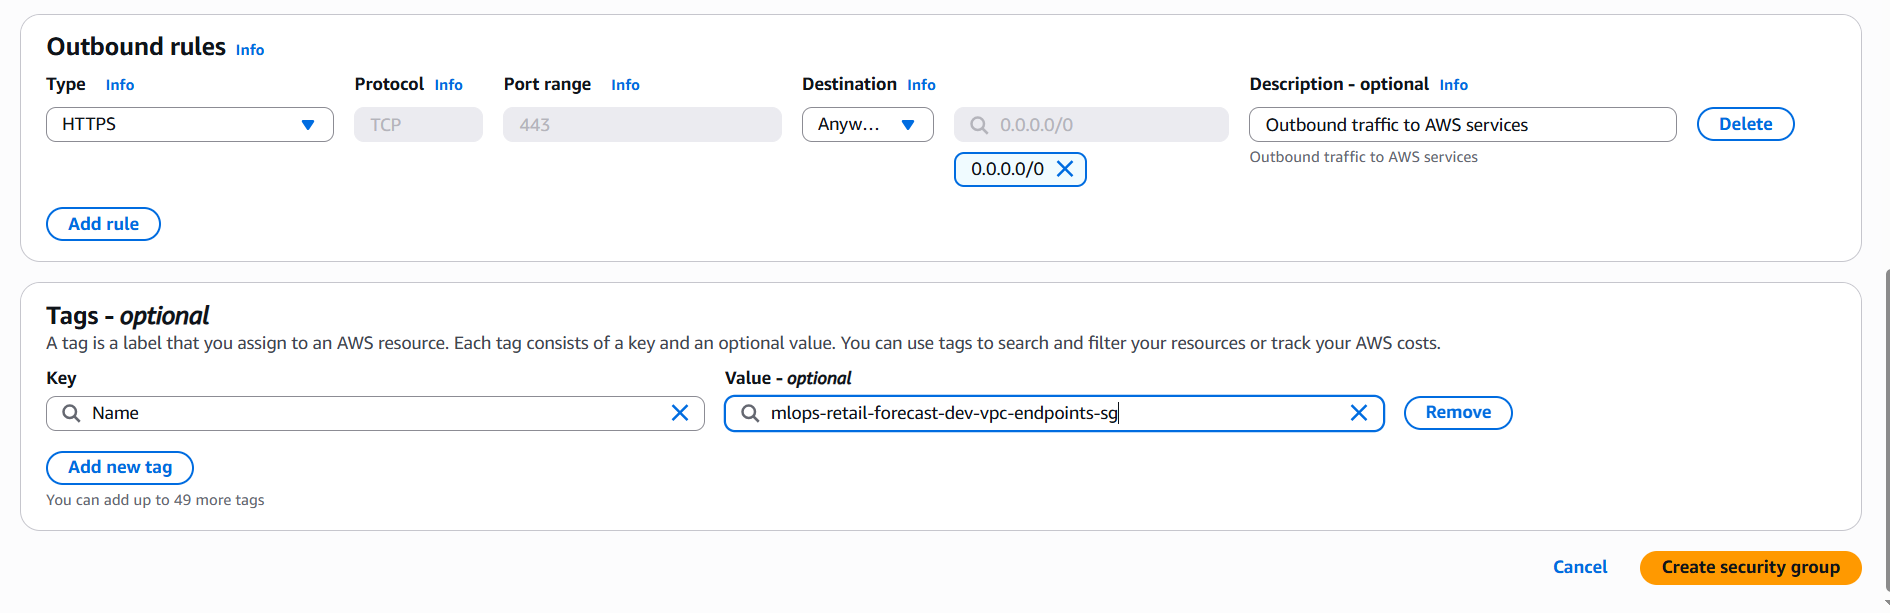 Outbound rules Info
Type Info Protocol Info Port range Info Destination Info Description - optional Info
HTTPS TCP 443 Anyw... 0.0.0.0/0 Outbound traffic to AWS services Delete
0.0.0.0/0 Outbound traffic to AWS services
Add rule
Tags - optional
A tag is a label that you assign to an AWS resource. Each tag consists of a key and an optional value. You can use tags to search and filter your resources or track your AWS costs.
Key Value - optional
Name mlops-retail-forecast-dev-vpc-endpoints-sg Remove
Add new tag
You can add up to 49 more tags
Cancel Create security group